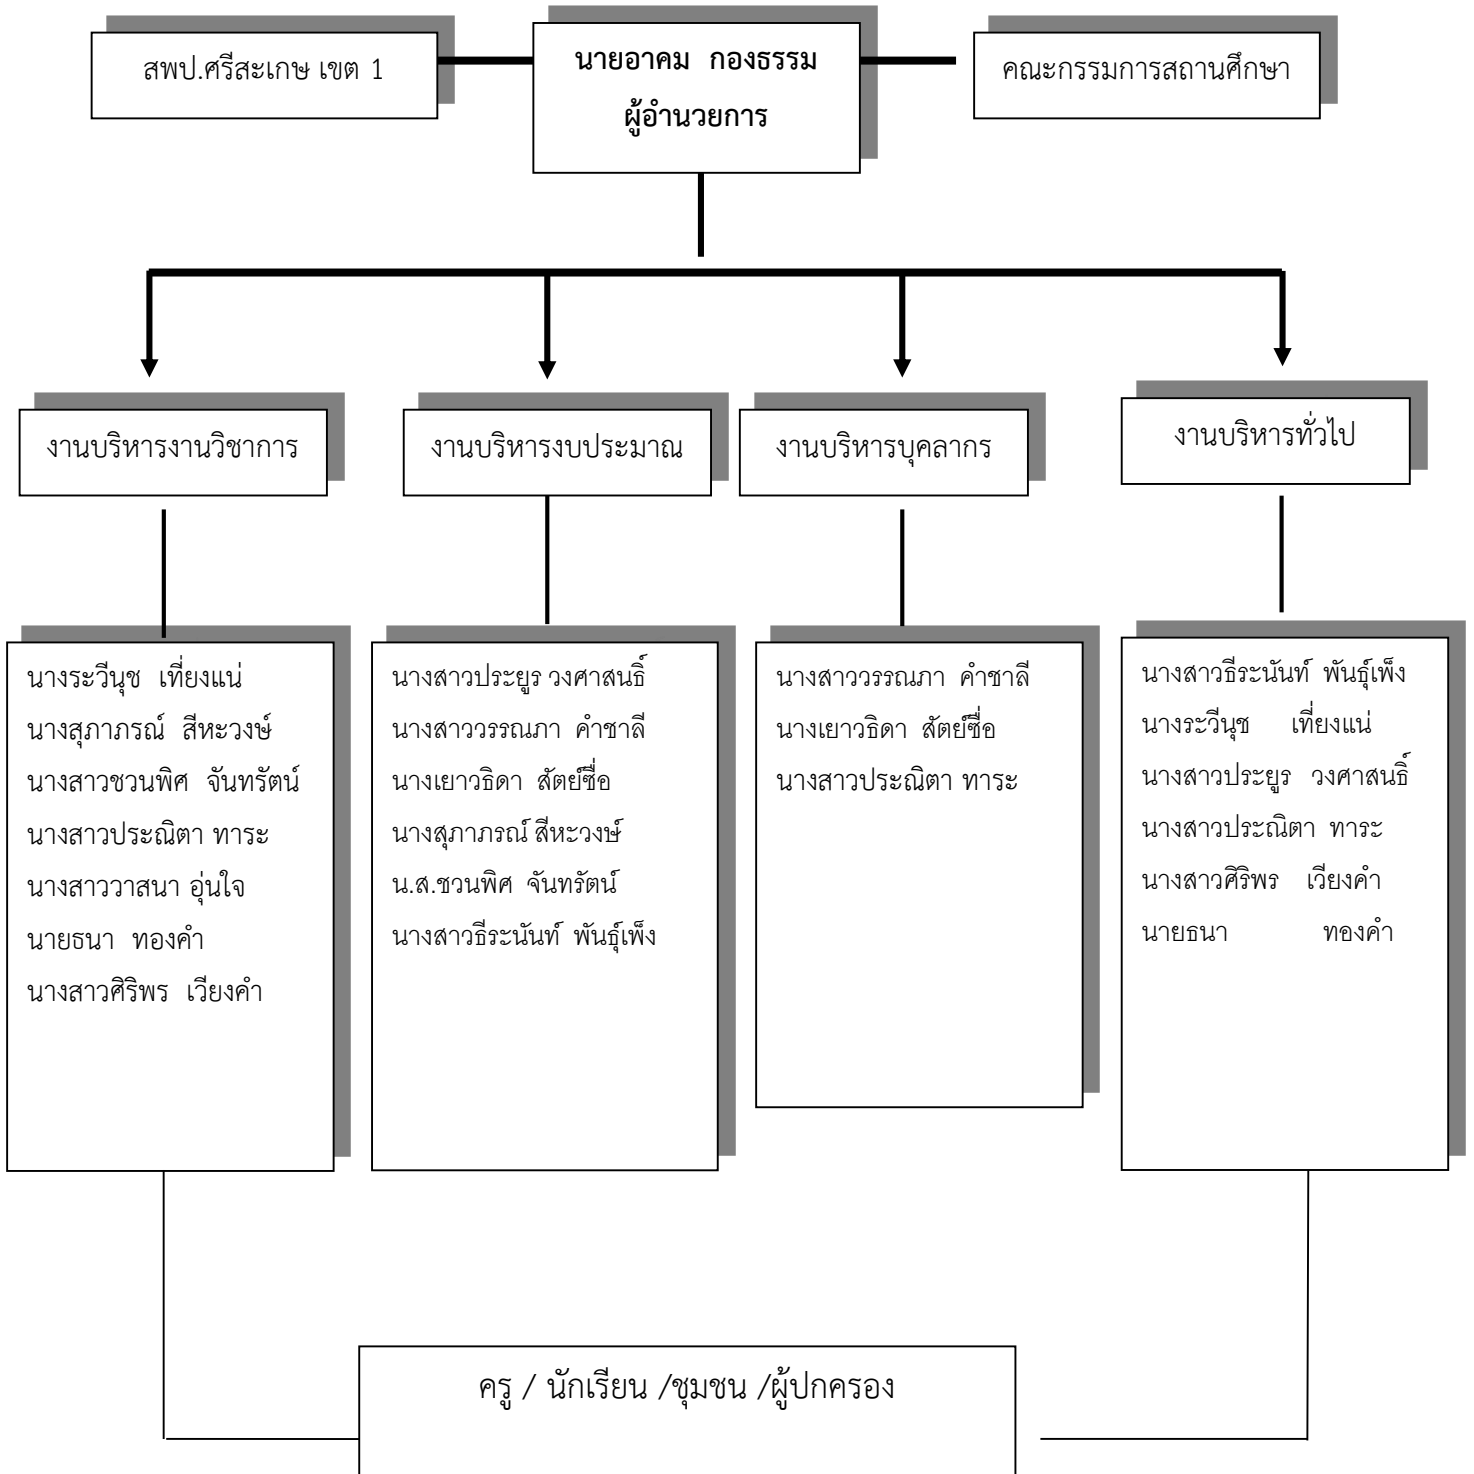 สพป.ศรีสะเกษ เขต 1
นายอาคม กองธรรม
ผู้อำนวยการ
คณะกรรมการสถานศึกษา
งานบริหารงานวิชาการ
งานบริหารงบประมาณ
งานบริหารบุคลากร
งานบริหารทั่วไป
นางระวีนุช เที่ยงแน่
นางสุภาภรณ์ สีหะวงษ์
นางสาวชวนพิศ จันทรัตน์
นางสาวประณิตา ทาระ
นางสาววาสนา อุ่นใจ
นายธนา ทองคำ
นางสาวศิริพร เวียงคำ
นางสาวประยูร วงศาสนธิ์
นางสาววรรณภา คำชาลี
นางเยาวธิดา สัตย์ซื่อ
นางสุภาภรณ์ สีหะวงษ์
น.ส.ชวนพิศ จันทรัตน์
นางสาวธีระนันท์ พันธุ์เพ็ง
นางสาววรรณภา คำชาลี
นางเยาวธิดา สัตย์ซื่อ
นางสาวประณิตา ทาระ
นางสาวธีระนันท์ พันธุ์เพ็ง
นางระวีนุช เที่ยงแน่
นางสาวประยูร วงศาสนธิ์
นางสาวประณิตา ทาระ
นางสาวศิริพร เวียงคำ
นายธนา ทองคำ
ครู / นักเรียน /ชุมชน /ผู้ปกครอง